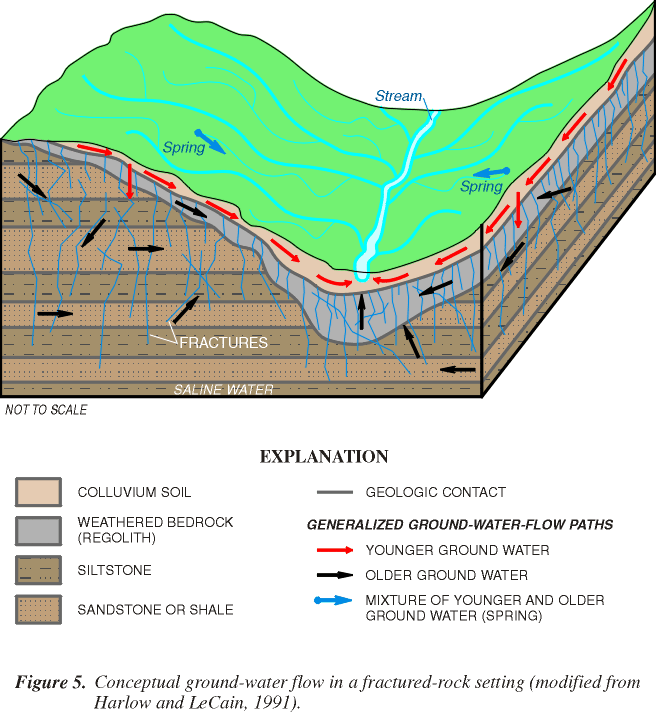 Stream
Spring
Spring
FRACTURES
SALINE WATER
NOT TO SCALE
EXPLANATION
COLLUVIUM SOIL
WEATHERED BEDROCK
(REGOLITH)
SILTSTONE
SANDSTONE OR SHALE
GEOLOGIC CONTACT
GENERALIZED GROUND-WATER-FLOW PATHS
YOUNGER GROUND WATER
OLDER GROUND WATER
MIXTURE OF YOUNGER AND OLDER
GROUND WATER (SPRING)
Figure 5. Conceptual ground-water flow in a fractured-rock setting (modified from
Harlow and LeCain, 1991).